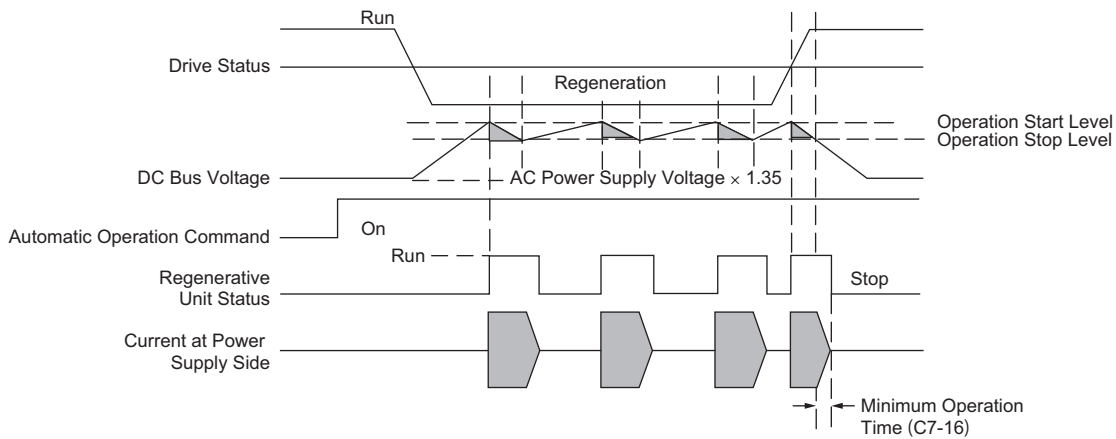 Run
Drive Status
Regeneration
Operation Start Level
Operation Stop Level
DC Bus Voltage
AC Power Supply Voltage × 1.35
Automatic Operation Command
On
Run
Regenerative
Unit Status
Stop
Current at Power
Supply Side
Minimum Operation
Time (C7-16)